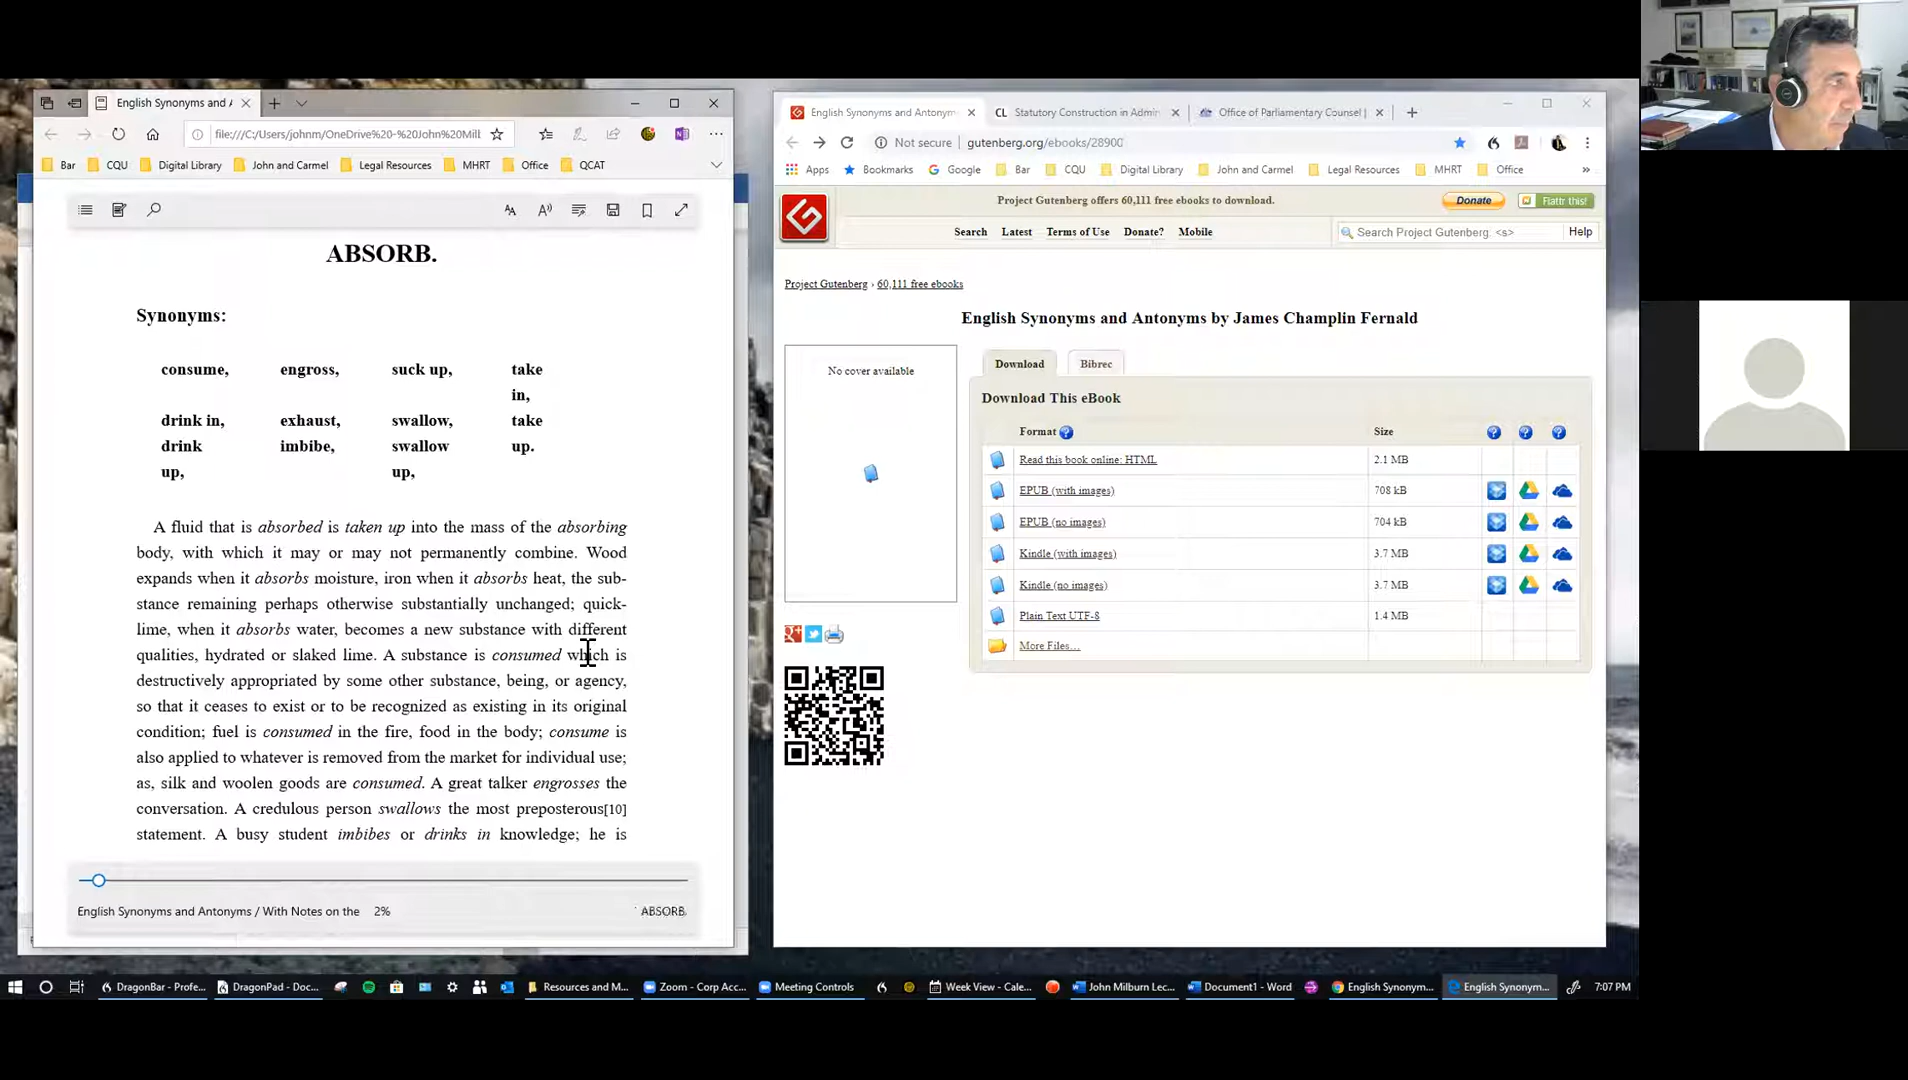 English Synonyms and A
file:///C:/Users/johnm/OneDrive%20-%20John%20Mill
Bar CQU Digital Library John and Carmel Legal Resources MHRT Office QCAT
ABSORB.
Synonyms:
consume, engross, suck up, take
in,
drink in, exhaust, swallow, take
drink imbibe, swallow up.
up, up,
A fluid that is absorbed is taken up into the mass of the absorbing
body, with which it may or may not permanently combine. Wood
expands when it absorbs moisture, iron when it absorbs heat, the sub-
stance remaining perhaps otherwise substantially unchanged; quick-
lime, when it absorbs water, becomes a new substance with different
qualities, hydrated or slaked lime. A substance is consumed which is
destructively appropriated by some other substance, being, or agency,
so that it ceases to exist or to be recognized as existing in its original
condition; fuel is consumed in the fire, food in the body; consume is
also applied to whatever is removed from the market for individual use;
as, silk and woolen goods are consumed. A great talker engrosses the
conversation. A credulous person swallows the most preposterous[10]
statement. A busy student imbibes or drinks in knowledge; he is
English Synonyms and Antonyms / With Notes on the 2% ABSORB.
English Synonyms and Antonym CL Statutory Construction in Admin Office of Parliamentary Counsel |
Not secure gutenberg.org/ebooks/28900
Apps Bookmarks Google Bar CQU Digital Library John and Carmel Legal Resources MHRT Office »
Project Gutenberg offers 60,111 free ebooks to download. Donate Flattr this!
Search Latest Terms of Use Donate? Mobile Search Project Gutenberg. <s> Help
Project Gutenberg › 60,111 free ebooks
English Synonyms and Antonyms by James Champlin Fernald
No cover available
Download Bibrec
Download This eBook
Format ? Size ? ? ?
Read this book online: HTML 2.1 MB
EPUB (with images) 708 kB
EPUB (no images) 704 kB
Kindle (with images) 3.7 MB
Kindle (no images) 3.7 MB
Plain Text UTF-8 1.4 MB
More Files…
DragonBar - Profe... DragonPad - Doc... Resources and M... Zoom - Corp Acc... Meeting Controls Week View - Cale... John Milburn Lec... Document1 - Word English Synonym... English Synonym... 7:07 PM